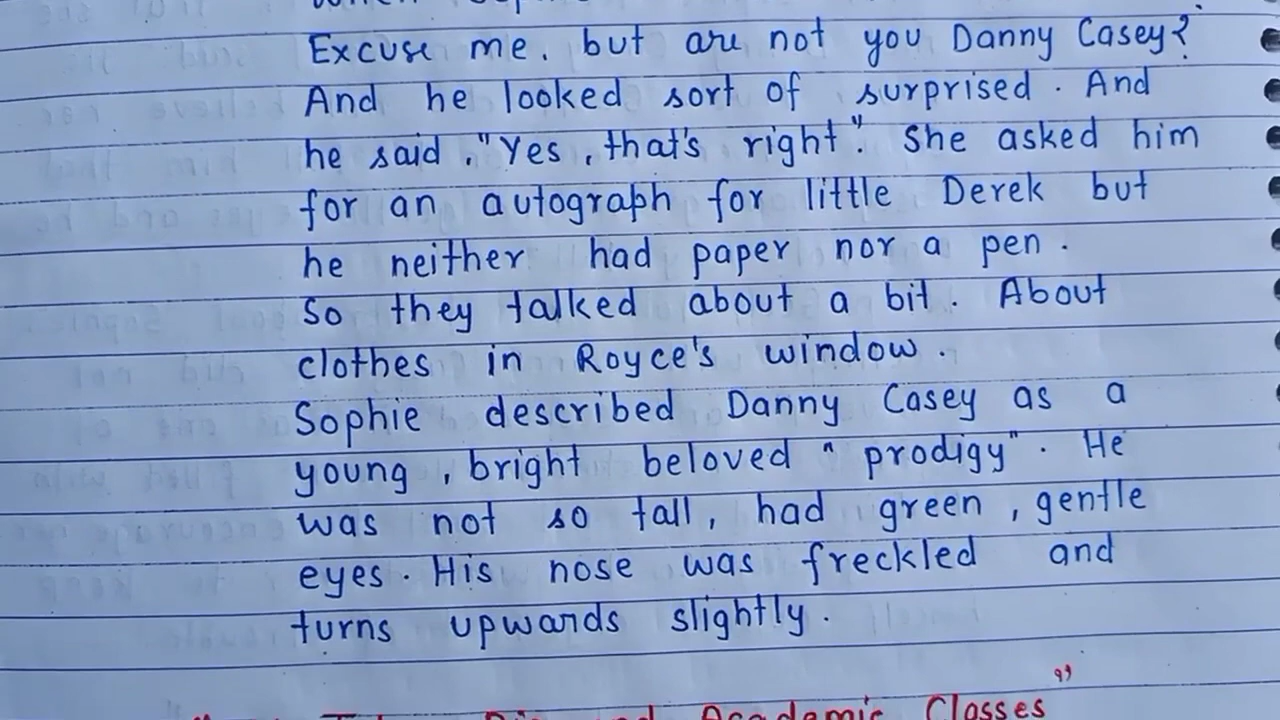 Excuse me. but are not you Danny Casey?
And he looked sort of surprised. And
he said ,"Yes, that's right". She asked him
for an autograph for little Derek but
he neither had paper nor a pen.
So they talked about a bit. About
clothes in Royce's window.
Sophie described Danny Casey as a
young, bright beloved "prodigy". He
was not so tall, had green, gentle
eyes. His nose was freckled and
turns upwards slightly.
Academic Classes"